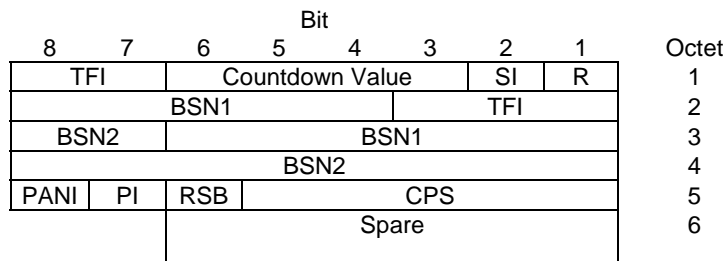 Bit
8 7 6 5 4 3 2 1 Octet
TFI Countdown Value SI R 1
BSN1 TFI 2
BSN2 BSN1 3
BSN2 4
PANI PI RSB CPS 5
Spare 6